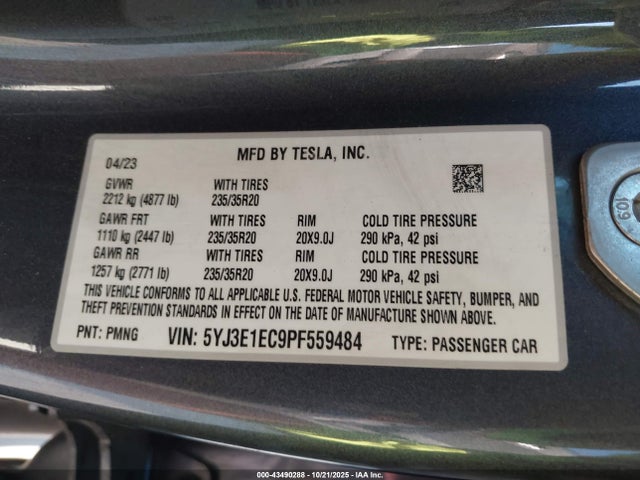 04/23 MFD BY TESLA, INC.
GVWR WITH TIRES
2212 kg (4877 lb) 235/35R20
GAWR FRT WITH TIRES RIM COLD TIRE PRESSURE
1110 kg (2447 lb) 235/35R20 20X9.0J 290 kPa, 42 psi
GAWR RR WITH TIRES RIM COLD TIRE PRESSURE
1257 kg (2771 lb) 235/35R20 20X9.0J 290 kPa, 42 psi
THIS VEHICLE CONFORMS TO ALL APPLICABLE U.S. FEDERAL MOTOR VEHICLE SAFETY, BUMPER, AND
THEFT PREVENTION STANDARDS IN EFFECT ON THE DATE OF MANUFACTURE SHOWN ABOVE.
PNT: PMNG VIN: 5YJ3E1EC9PF559484 TYPE: PASSENGER CAR
109
000-43490288 - 10/21/2025 - COPART